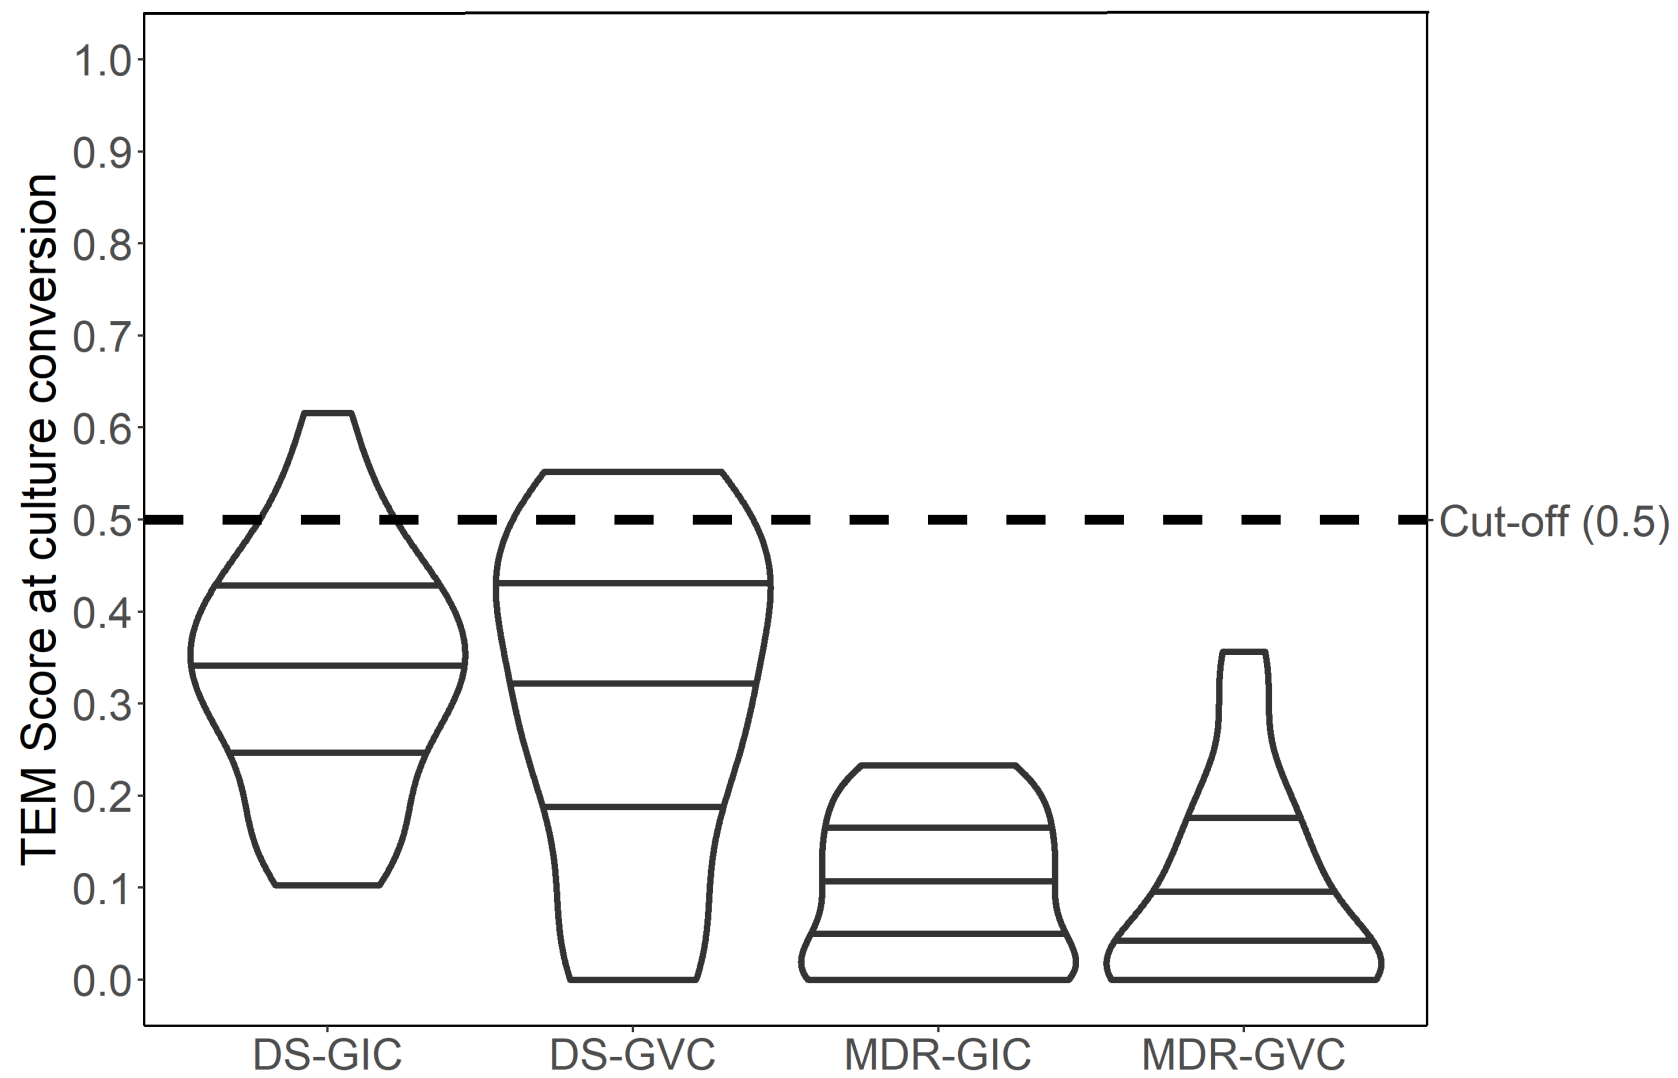 TEM Score at culture conversion
1.0
0.9
0.8
0.7
0.6
0.5
0.4
0.3
0.2
0.1
0.0
Cut-off (0.5)
DS-GIC
DS-GVC
MDR-GIC
MDR-GVC